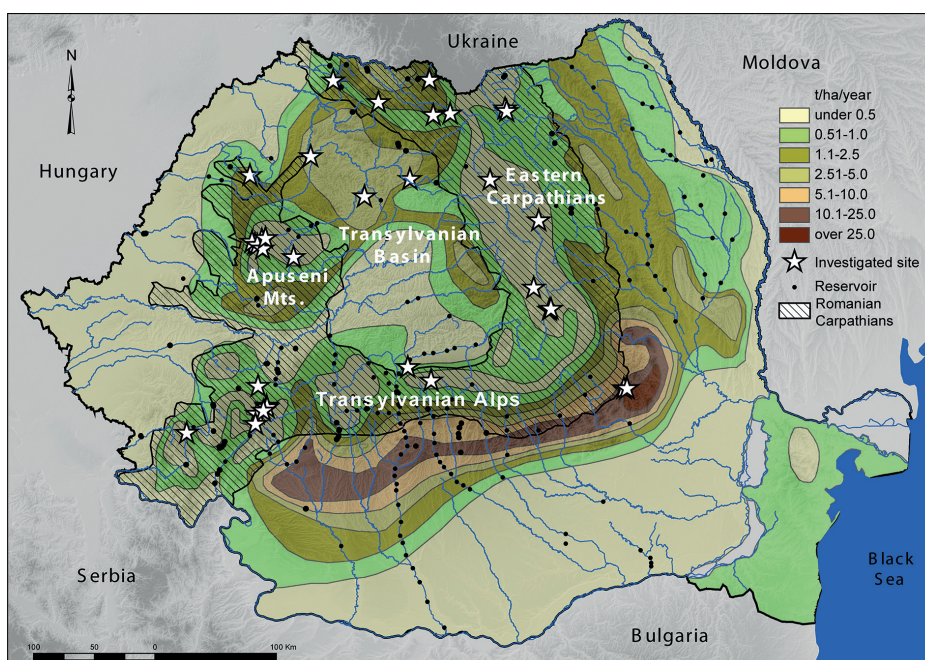 Ukraine
Moldova
N
t/ha/year
under 0.5
0.51-1.0
1.1-2.5
2.51-5.0
5.1-10.0
10.1-25.0
over 25.0
Investigated site
Reservoir
Romanian
Carpathians
Hungary
Eastern
Carpathians
Transylvanian
Basin
Apuseni
Mts.
Transylvanian Alps
Serbia
Black
Sea
Bulgaria
100 50 0 100 Km